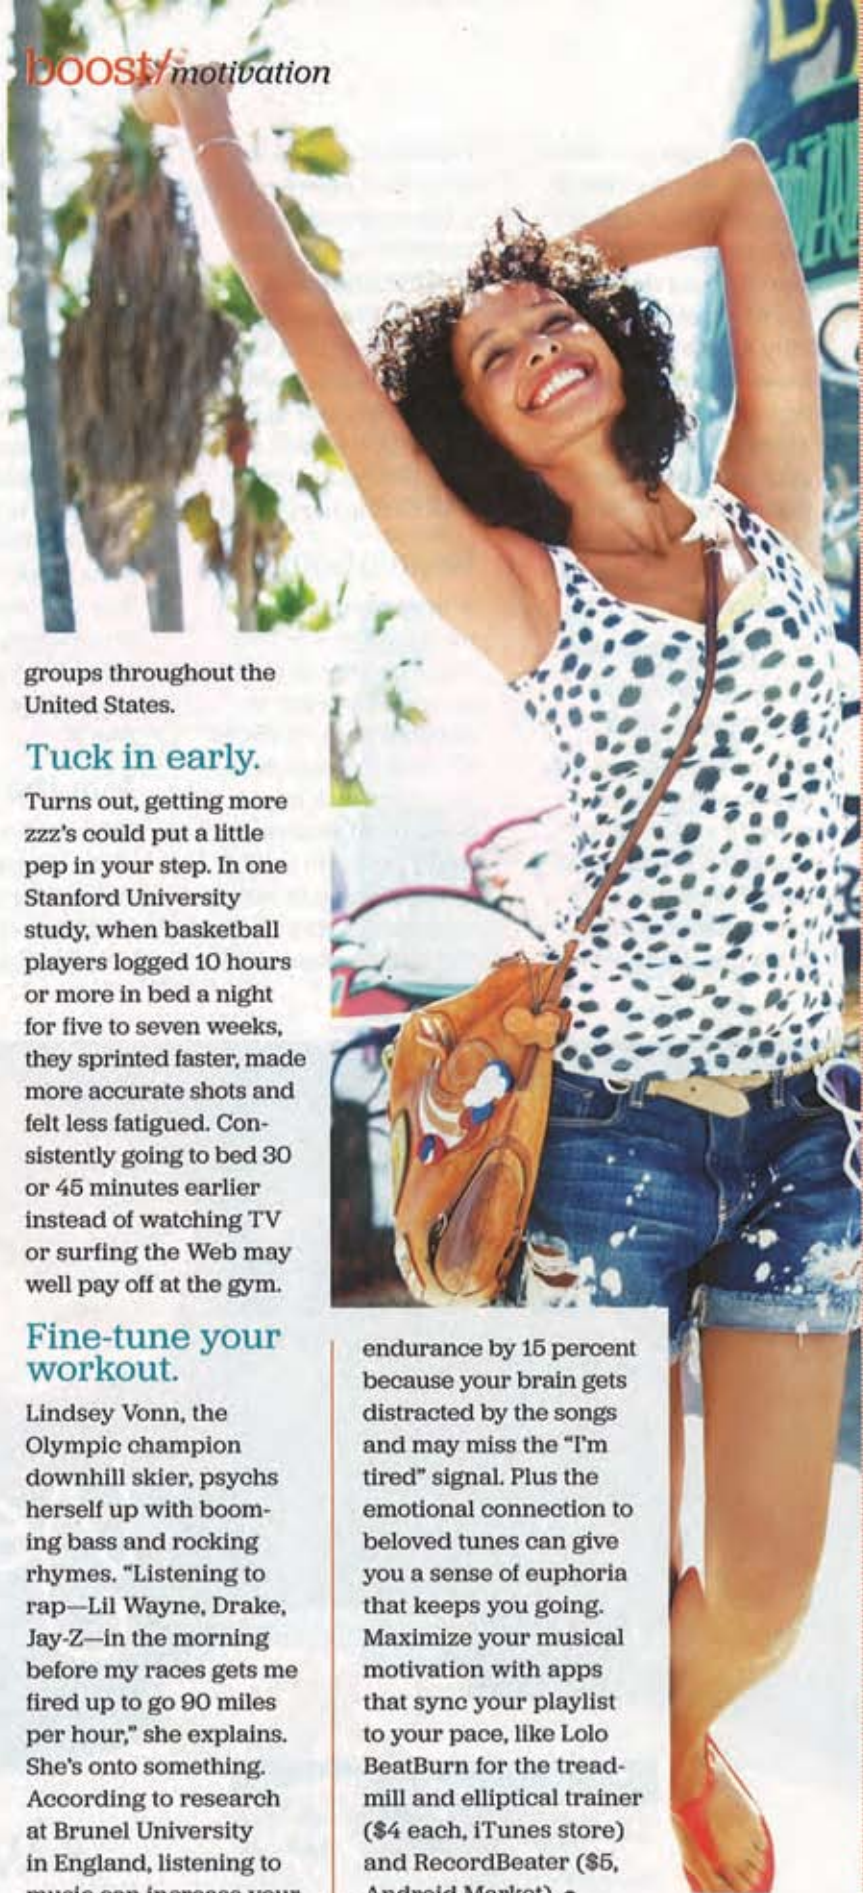 boost/motivation
groups throughout the
United States.
Tuck in early.
Turns out, getting more
zzz's could put a little
pep in your step. In one
Stanford University
study, when basketball
players logged 10 hours
or more in bed a night
for five to seven weeks,
they sprinted faster, made
more accurate shots and
felt less fatigued. Con-
sistently going to bed 30
or 45 minutes earlier
instead of watching TV
or surfing the Web may
well pay off at the gym.
Fine-tune your
workout.
Lindsey Vonn, the
Olympic champion
downhill skier, psychs
herself up with boom-
ing bass and rocking
rhymes. “Listening to
rap—Lil Wayne, Drake,
Jay-Z—in the morning
before my races gets me
fired up to go 90 miles
per hour,” she explains.
She's onto something.
According to research
at Brunel University
in England, listening to
music can increase your
endurance by 15 percent
because your brain gets
distracted by the songs
and may miss the “I'm
tired” signal. Plus the
emotional connection to
beloved tunes can give
you a sense of euphoria
that keeps you going.
Maximize your musical
motivation with apps
that sync your playlist
to your pace, like Lolo
BeatBurn for the tread-
mill and elliptical trainer
($4 each, iTunes store)
and RecordBeater ($5,
Android Market).